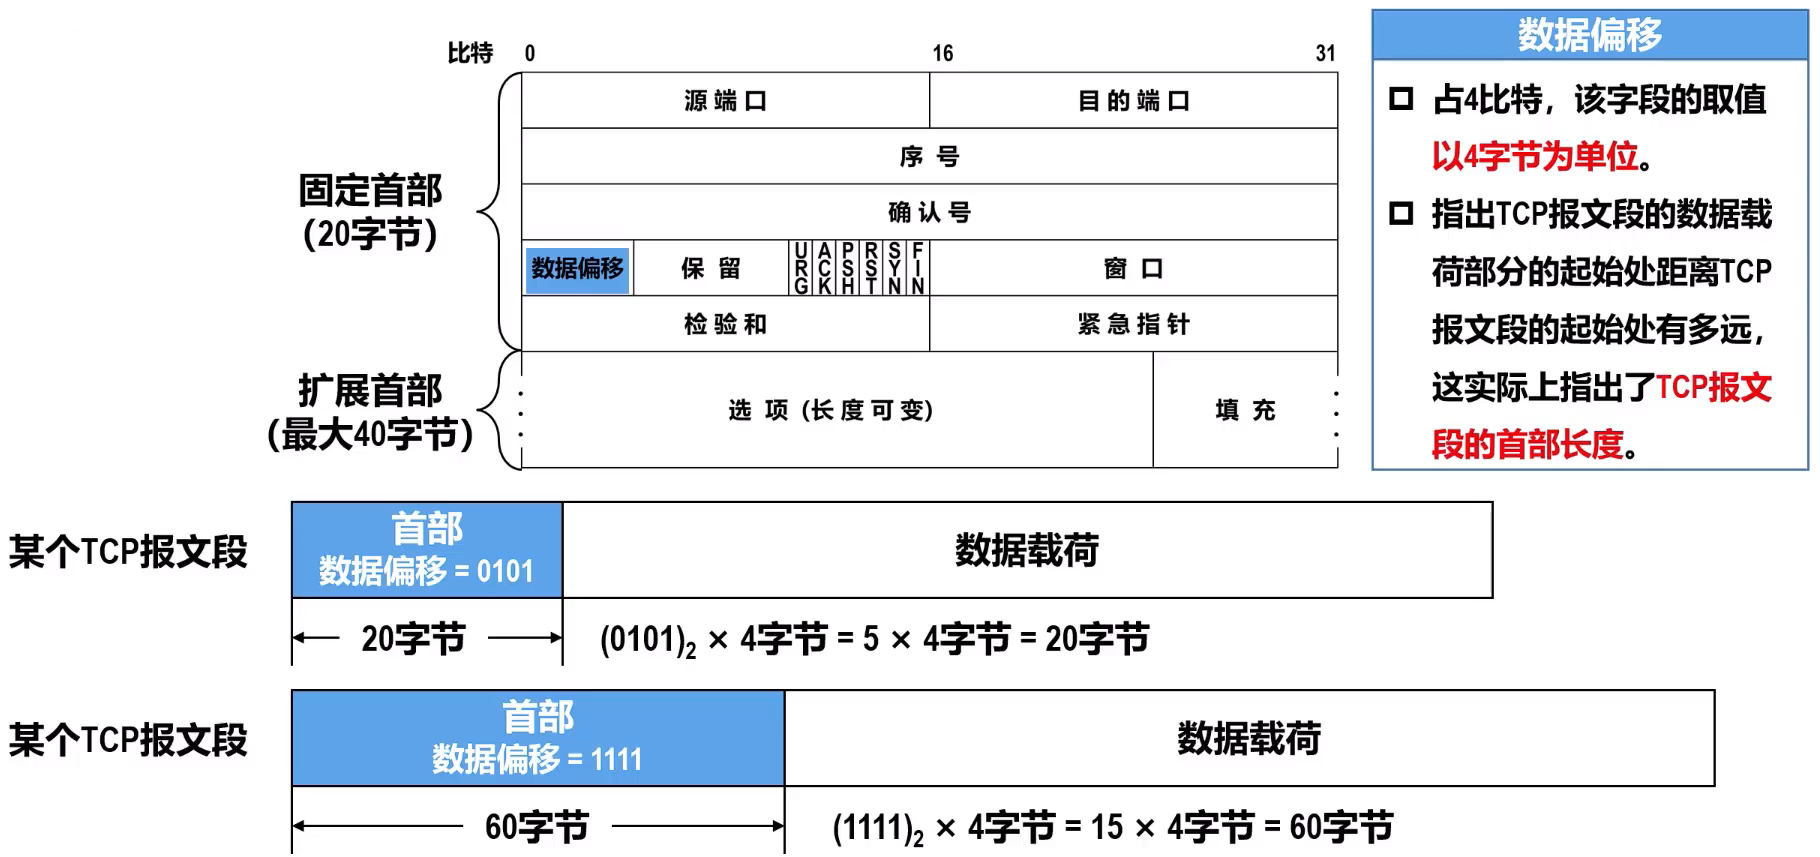 比特 0 16 31
源端口 目的端口
序号
确认号
数据偏移 保留 URG ACK PSH RST SYN FIN 窗口
检验和 紧急指针
选项 (长度可变) 填充
固定首部
(20字节)
扩展首部
(最大40字节)
数据偏移
占4比特，该字段的取值
以4字节为单位。
指出TCP报文段的数据载
荷部分的起始处距离TCP
报文段的起始处有多远，
这实际上指出了TCP报文
段的首部长度。
某个TCP报文段
首部
数据偏移 = 0101
数据载荷
20字节
(0101)₂ × 4字节 = 5 × 4字节 = 20字节
某个TCP报文段
首部
数据偏移 = 1111
数据载荷
60字节
(1111)₂ × 4字节 = 15 × 4字节 = 60字节